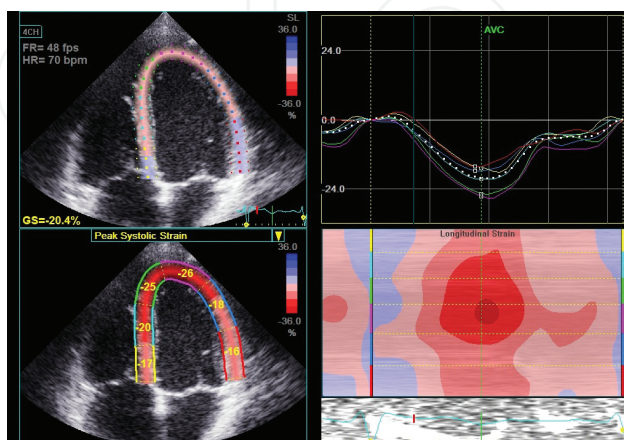 4CH
FR= 48 fps
HR= 70 bpm
SL
36.0
-36.0
%
GS=-20.4%
AVC
24.0
0.0
-24.0
Peak Systolic Strain
36.0
-36.0
%
-26
-25
-18
-20
-16
-17
Longitudinal Strain